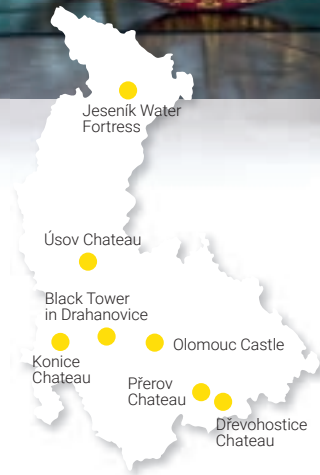 Jeseník Water
Fortress
Úsov Chateau
Black Tower
in Drahanovice
Olomouc Castle
Konice
Chateau
Přerov
Chateau
Dřevohostice
Chateau